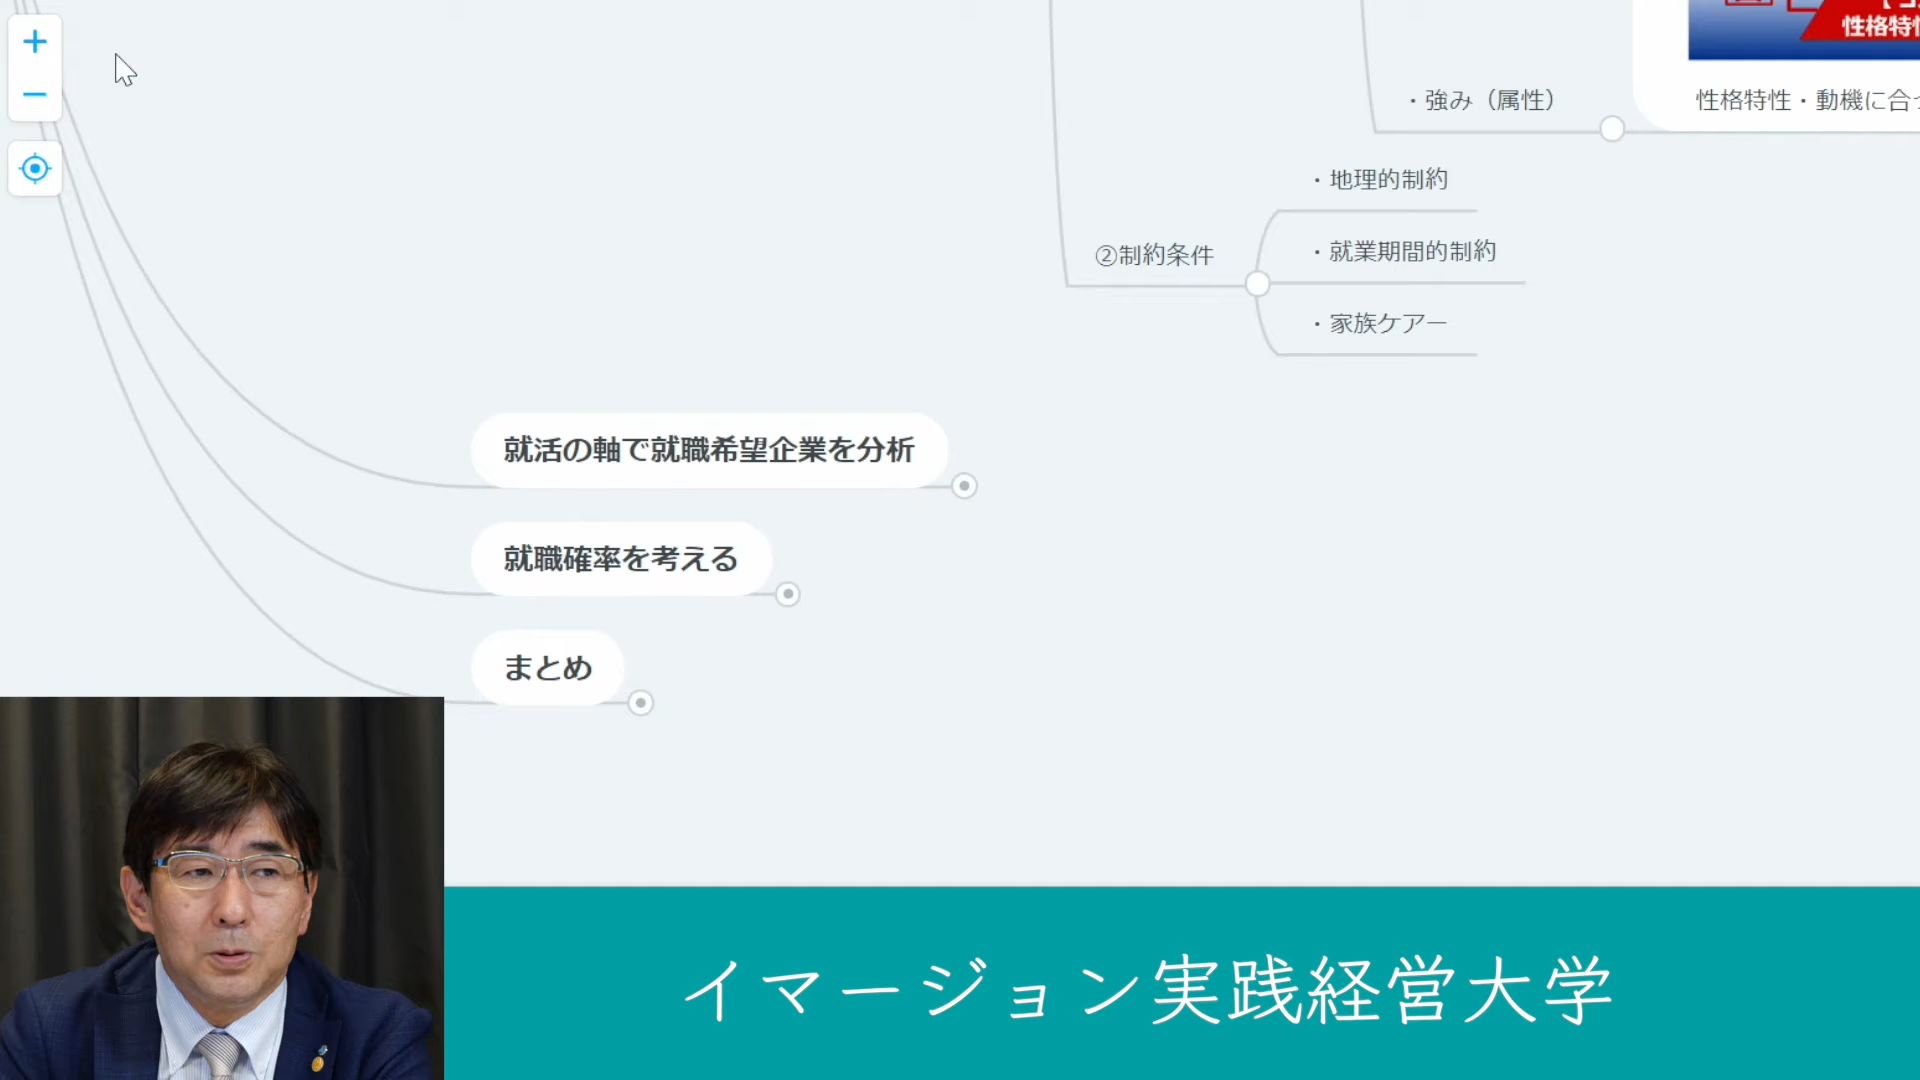 性格特
・強み（属性）
性格特性・動機に合
・地理的制約
②制約条件
・就業期間的制約
・家族ケアー
就活の軸で就職希望企業を分析
就職確率を考える
まとめ
イマージョン実践経営大学